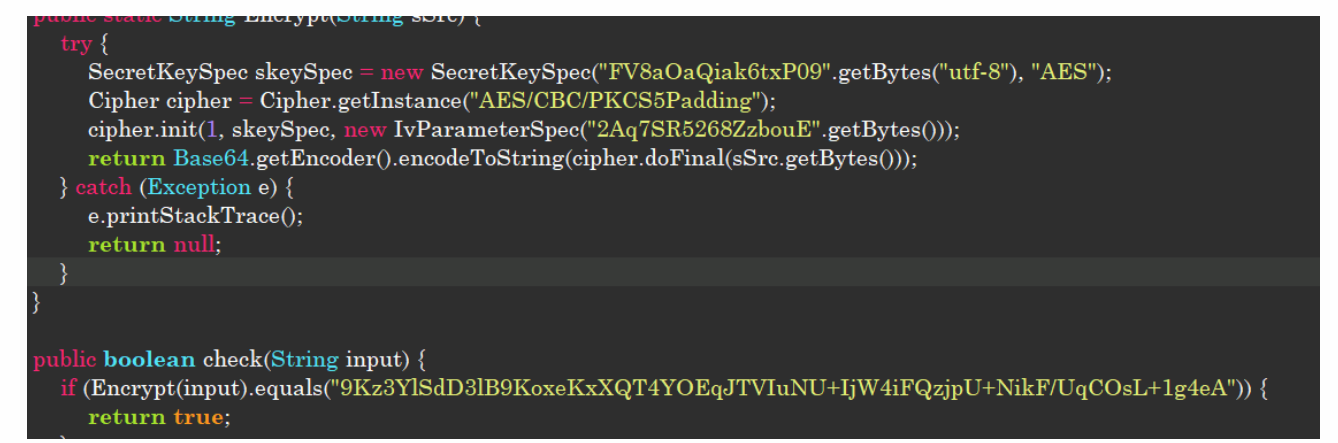 public static String Encrypt(String sSrc) {
try {
SecretKeySpec skeySpec = new SecretKeySpec("FV8aOaQiak6txP09".getBytes("utf-8"), "AES");
Cipher cipher = Cipher.getInstance("AES/CBC/PKCS5Padding");
cipher.init(1, skeySpec, new IvParameterSpec("2Aq7SR5268ZzbouE".getBytes()));
return Base64.getEncoder().encodeToString(cipher.doFinal(sSrc.getBytes()));
} catch (Exception e) {
e.printStackTrace();
return null;
}
}
public boolean check(String input) {
if (Encrypt(input).equals("9Kz3YlSdD3lB9KoxeKxXQT4YOEqJTVIuNU+IjW4iFQzjpU+NikF/UqCOsL+1g4eA")) {
return true;
}